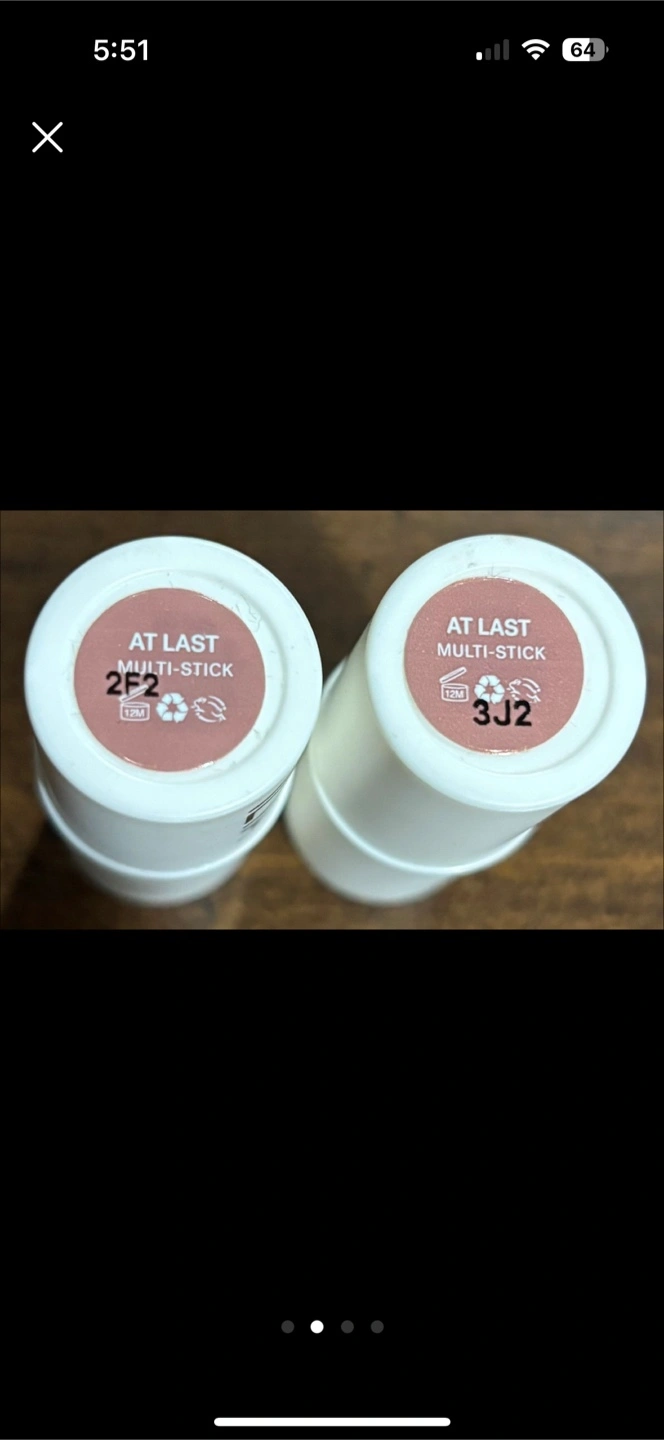 5:51
64
AT LAST
MULTI-STICK
2F2
12M
AT LAST
MULTI-STICK
12M
3J2